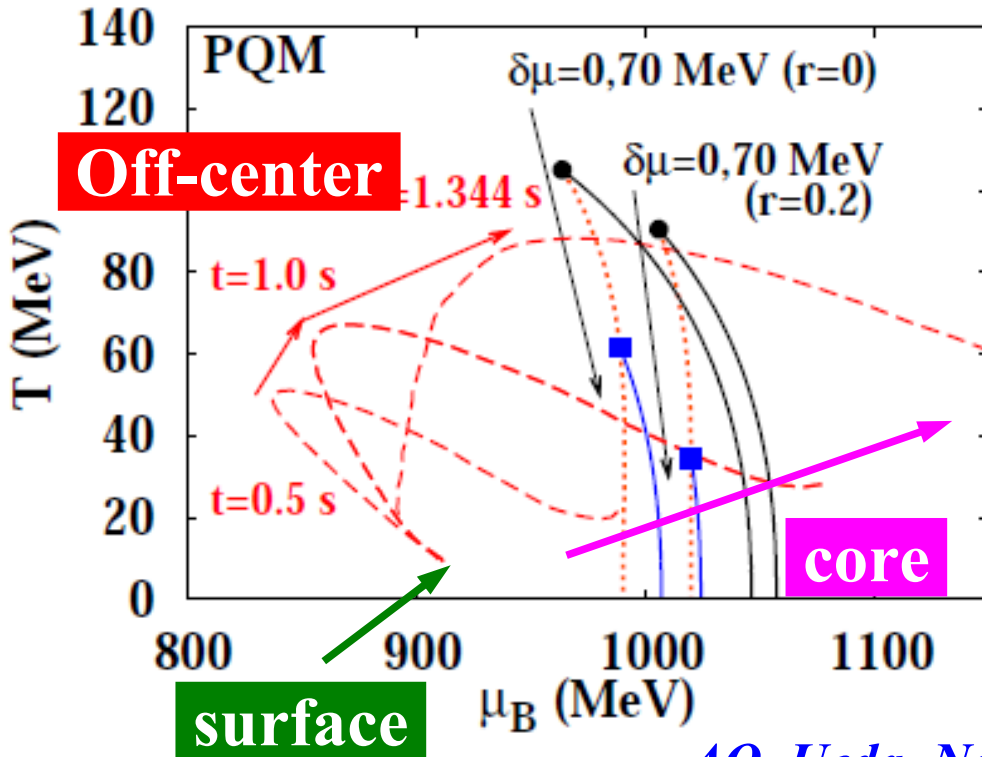 140
PQM
δμ=0,70 MeV (r=0)
120
δμ=0,70 MeV
(r=0.2)
Off-center
=1.344 s
80
t=1.0 s
60
T (MeV)
40
t=0.5 s
20
core
0
800
900
1000
1100
μB (MeV)
surface